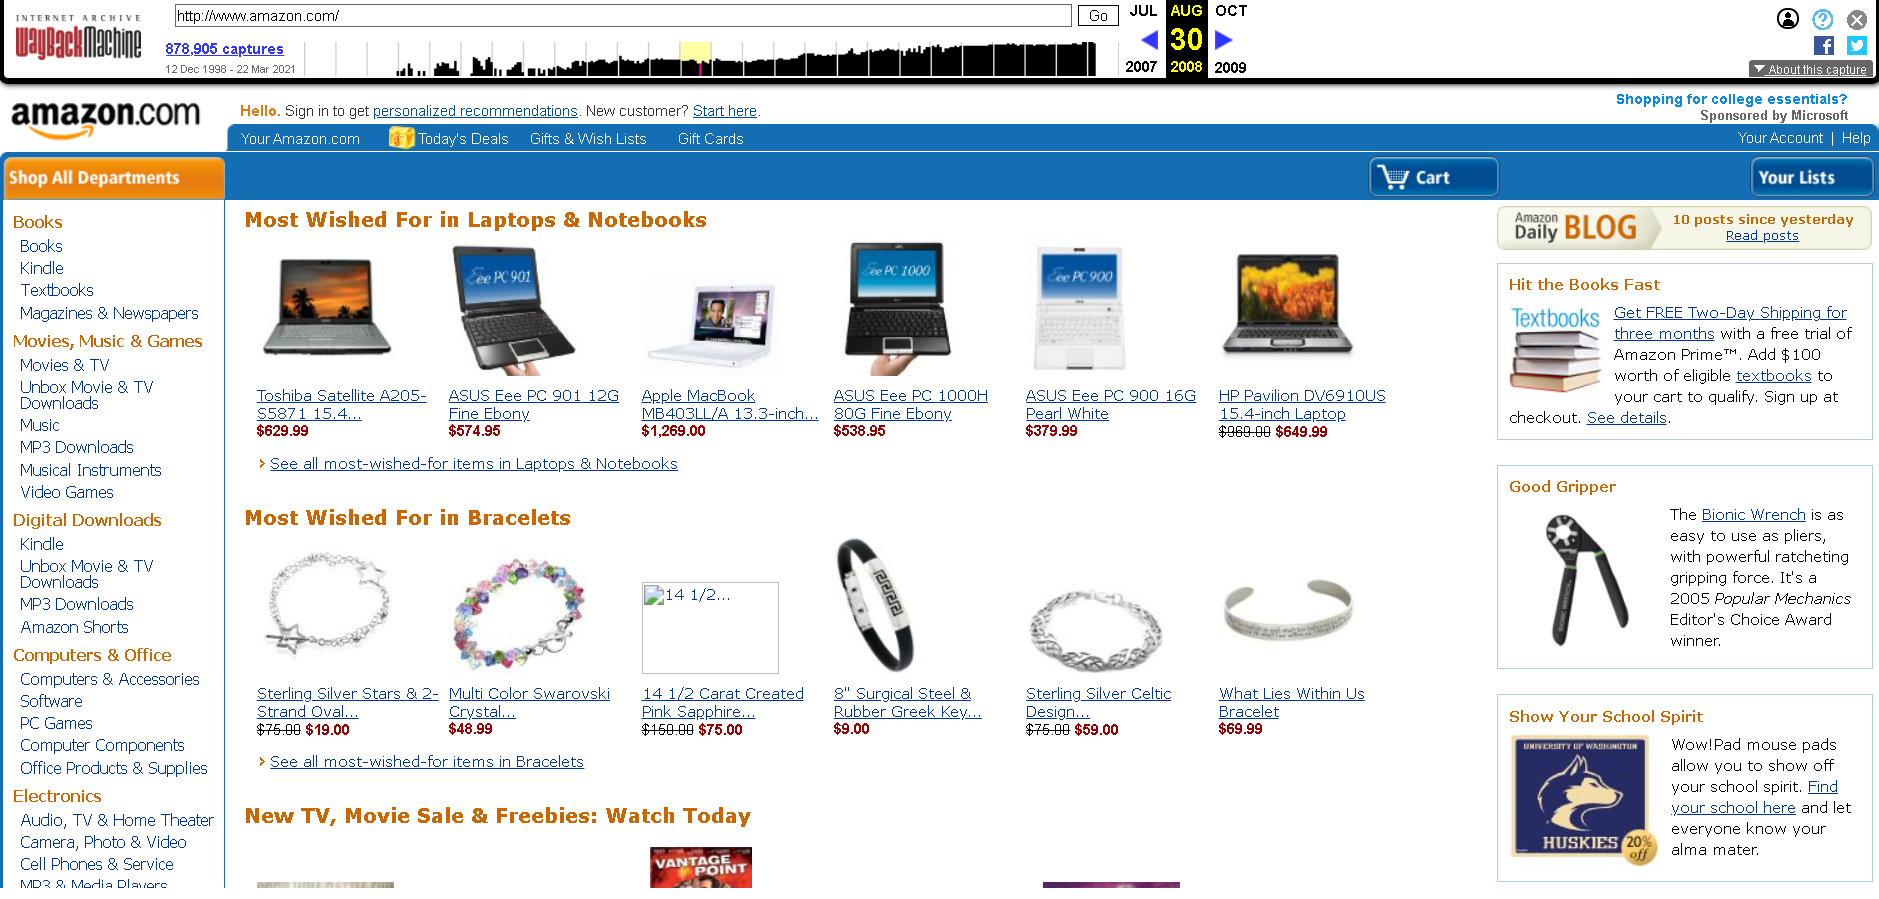 INTERNET ARCHIVE
WayBackMachine
http://www.amazon.com/
Go
JUL AUG OCT
30
2007 2008 2009
878,905 captures
12 Dec 1998 - 22 Mar 2021
About this capture
amazon.com
Hello. Sign in to get personalized recommendations. New customer? Start here.
Shopping for college essentials?
Sponsored by Microsoft
Your Amazon.com
Today's Deals
Gifts & Wish Lists
Gift Cards
Your Account | Help
Shop All Departments
Cart
Your Lists
Books
Books
Kindle
Textbooks
Magazines & Newspapers
Movies, Music & Games
Movies & TV
Unbox Movie & TV
Downloads
Music
MP3 Downloads
Musical Instruments
Video Games
Digital Downloads
Kindle
Unbox Movie & TV
Downloads
MP3 Downloads
Amazon Shorts
Computers & Office
Computers & Accessories
Software
PC Games
Computer Components
Office Products & Supplies
Electronics
Audio, TV & Home Theater
Camera, Photo & Video
Cell Phones & Service
MP3 & Media Players
Most Wished For in Laptops & Notebooks
Eee PC 901
Eee PC 1000
Eee PC 900
Toshiba Satellite A205-
S5871 15.4...
$629.99
ASUS Eee PC 901 12G
Fine Ebony
$574.95
Apple MacBook
MB403LL/A 13.3-inch...
$1,269.00
ASUS Eee PC 1000H
80G Fine Ebony
$538.95
ASUS Eee PC 900 16G
Pearl White
$379.99
HP Pavilion DV6910US
15.4-inch Laptop
$649.99
› See all most-wished-for items in Laptops & Notebooks
Most Wished For in Bracelets
14 1/2...
Sterling Silver Stars & 2-
Strand Oval...
$75.00 $19.00
Multi Color Swarovski
Crystal...
$48.99
14 1/2 Carat Created
Pink Sapphire...
$150.00 $75.00
8" Surgical Steel &
Rubber Greek Key...
$9.00
Sterling Silver Celtic
Design...
$75.00 $59.00
What Lies Within Us
Bracelet
$69.99
› See all most-wished-for items in Bracelets
New TV, Movie Sale & Freebies: Watch Today
VANTAGE
POINT
Amazon
Daily BLOG
10 posts since yesterday
Read posts
Hit the Books Fast
Textbooks
Get FREE Two-Day Shipping for
three months with a free trial of
Amazon Prime™. Add $100
worth of eligible textbooks to
your cart to qualify. Sign up at
checkout. See details.
Good Gripper
BIONIC WRENCH
The Bionic Wrench is as
easy to use as pliers,
with powerful ratcheting
gripping force. It's a
2005 Popular Mechanics
Editor's Choice Award
winner.
Show Your School Spirit
UNIVERSITY OF WASHINGTON
HUSKIES
20%
off
Wow!Pad mouse pads
allow you to show off
your school spirit. Find
your school here and let
everyone know your
alma mater.